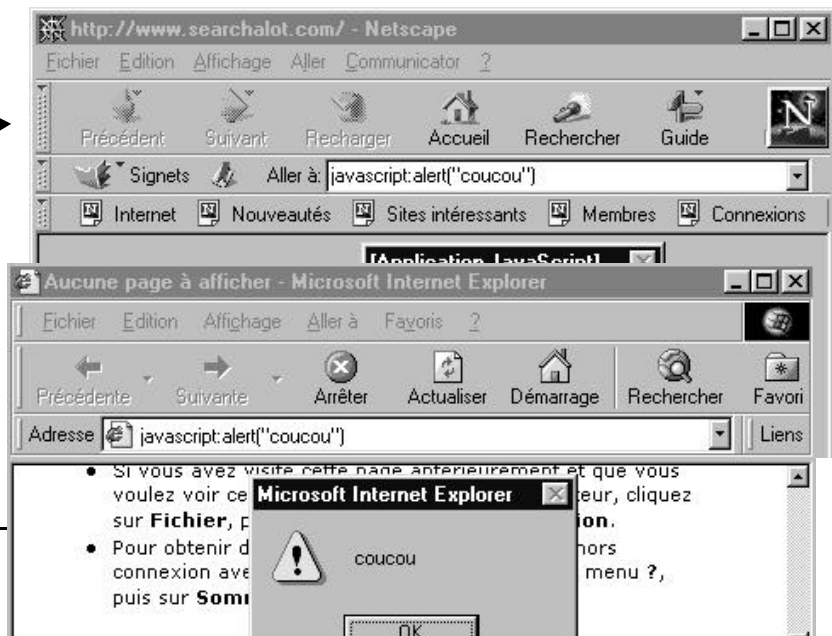 http://www.searchalot.com/ - Netscape
Fichier Edition Affichage Aller Communicator ?
Précédent Suivant Recharger Accueil Rechercher Guide
Signets Aller à: javascript:alert("coucou")
Internet Nouveautés Sites intéressants Membres Connexions
[Application JavaScript]
Aucune page à afficher - Microsoft Internet Explorer
Fichier Edition Affichage Aller à Favoris ?
Précédente Suivante Arrêter Actualiser Démarrage Rechercher Favori
Adresse javascript:alert("coucou") Liens
• Si vous avez visité cette page antérieurement et que vous
voulez voir ce teur, cliquez
sur Fichier, p ion.
• Pour obtenir d hors
connexion ave menu ?,
puis sur Somm
Microsoft Internet Explorer
coucou
OK